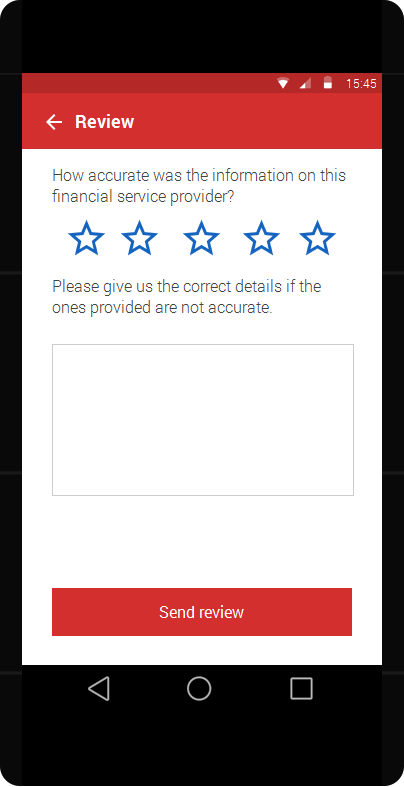 15:45
Review
How accurate was the information on this
financial service provider?
Please give us the correct details if the
ones provided are not accurate.
Send review